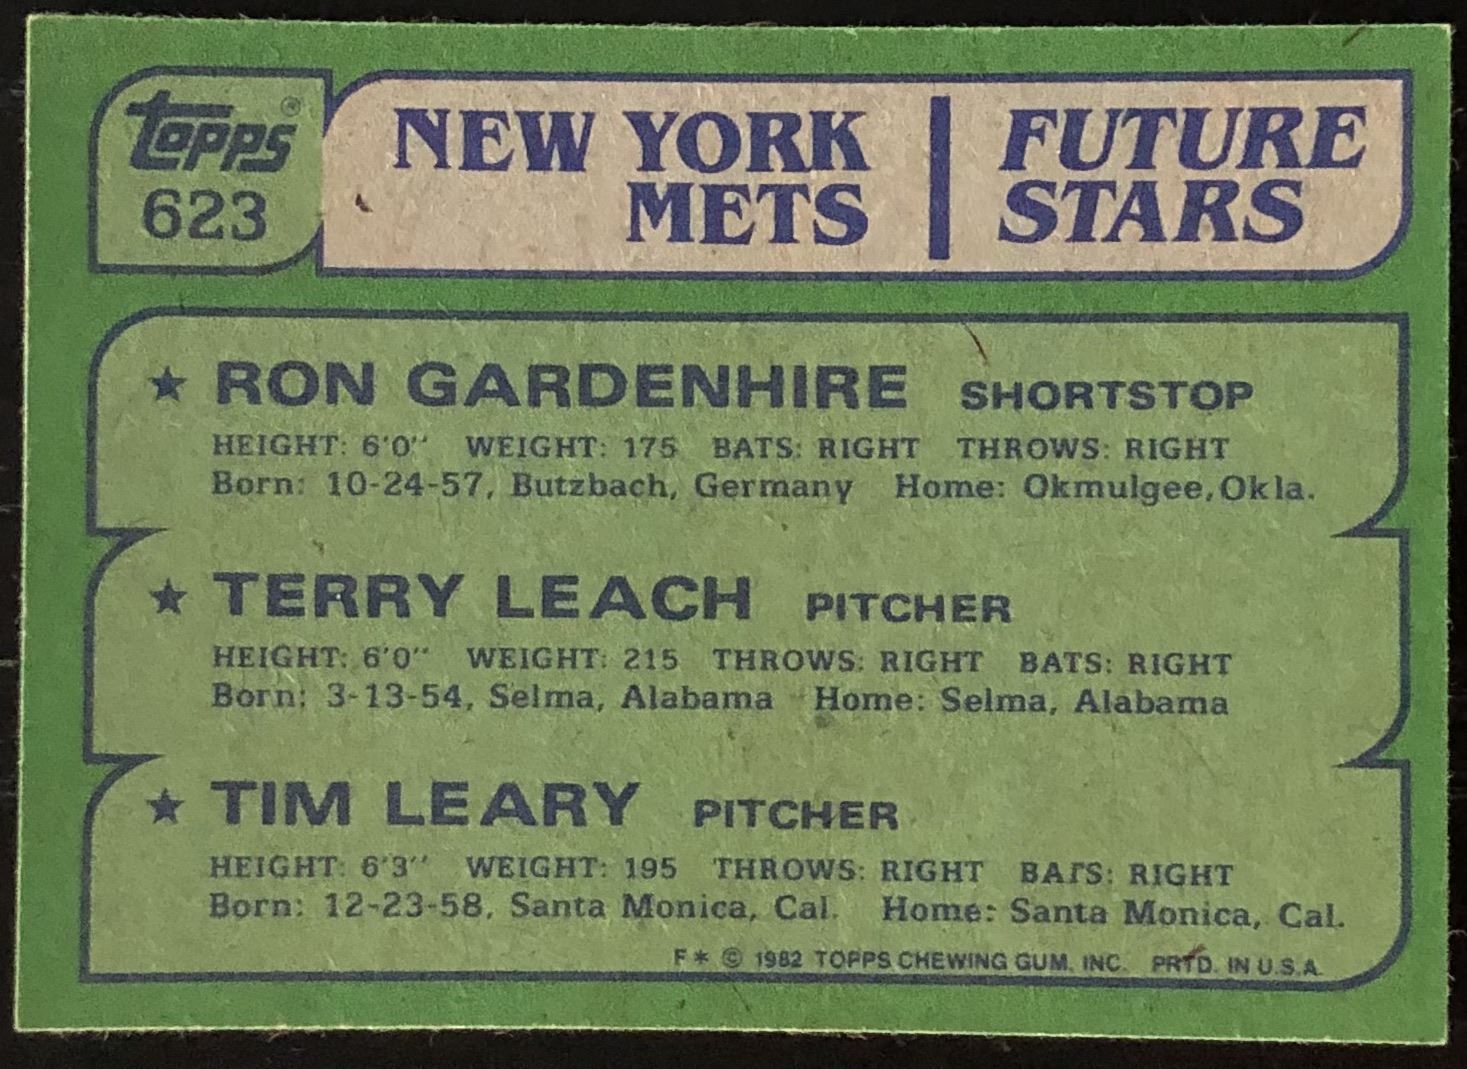 topps®
623
NEW YORK
METS
FUTURE
STARS
★ RON GARDENHIRE SHORTSTOP
HEIGHT: 6'0'' WEIGHT: 175 BATS: RIGHT THROWS: RIGHT
Born: 10-24-57, Butzbach, Germany Home: Okmulgee, Okla.
★ TERRY LEACH PITCHER
HEIGHT: 6'0'' WEIGHT: 215 THROWS: RIGHT BATS: RIGHT
Born: 3-13-54, Selma, Alabama Home: Selma, Alabama
★ TIM LEARY PITCHER
HEIGHT: 6'3'' WEIGHT: 195 THROWS: RIGHT BATS: RIGHT
Born: 12-23-58, Santa Monica, Cal. Home: Santa Monica, Cal.
F* © 1982 TOPPS CHEWING GUM, INC. PRTD. IN U.S.A.